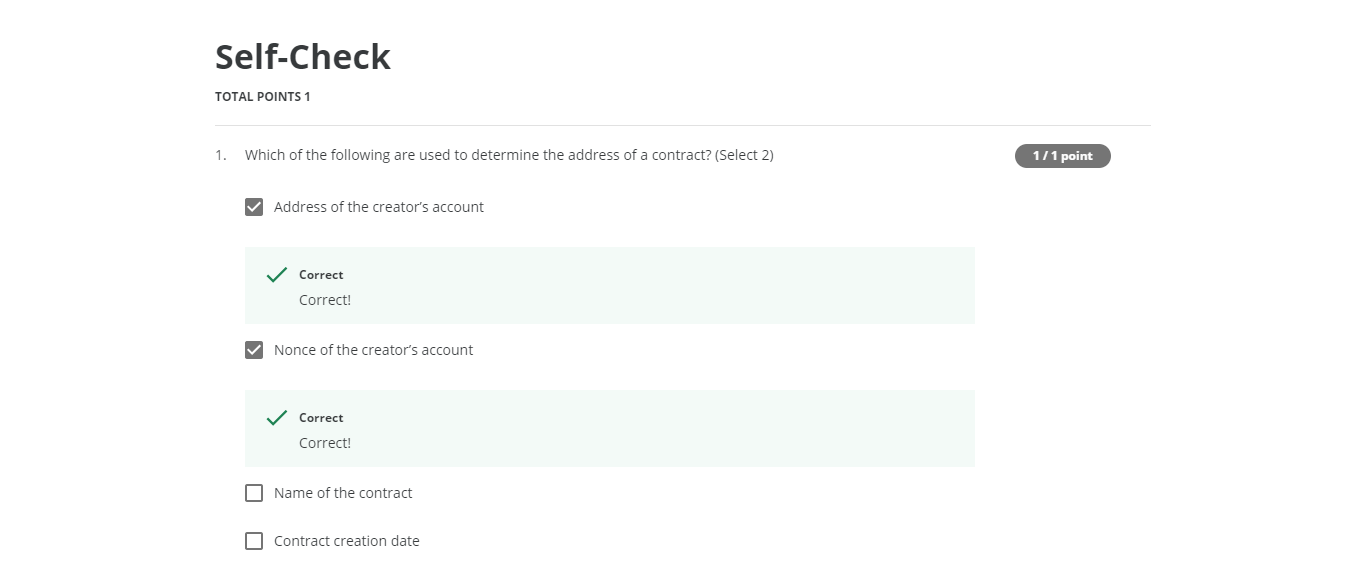 Self-Check
TOTAL POINTS 1
1. Which of the following are used to determine the address of a contract? (Select 2)
1 / 1 point
Address of the creator’s account
Correct
Correct!
Nonce of the creator’s account
Correct
Correct!
Name of the contract
Contract creation date